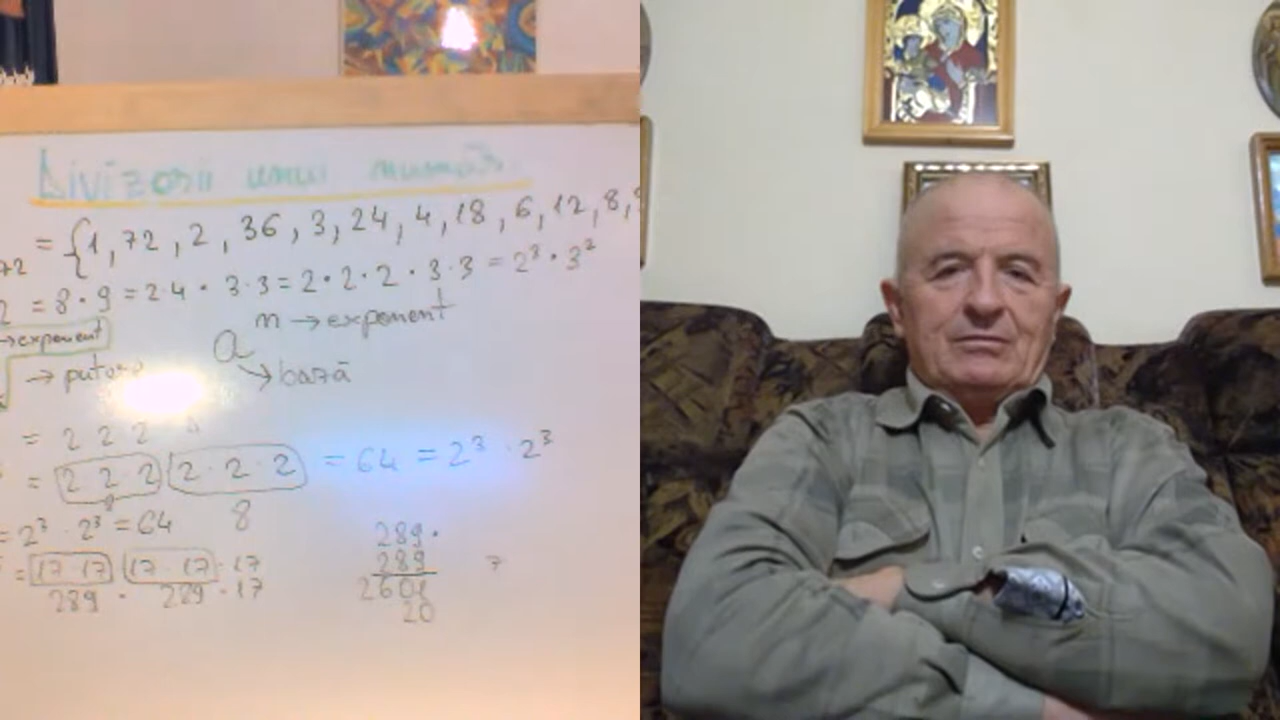 Divizorii unui număr.
72 = {1, 72, 2, 36, 3, 24, 4, 18, 6, 12, 8,
2 = 8 · 9 = 2·4 · 3·3 = 2·2·2·3·3 = 2³·3²
→exponent
n → exponent
a
→ bază
→
= 2 2 2
= 2 2 2 2·2·2 = 64 = 2³ · 2³
8
= 2³ · 2³ = 64
= 17 17 17 · 17 · 17
289 · 289 · 17
289·
289
2601
20
7